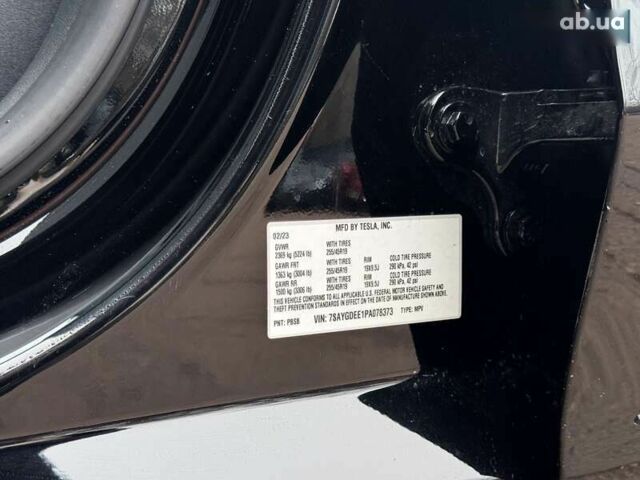 ab.ua
MFD BY TESLA, INC.
02/23
GVWR WITH TIRES
2369 kg (5224 lb) 255/45R19
GAWR FNT WITH TIRES RIM COLD TIRE PRESSURE
1363 kg (3004 lb) 255/45R19 19X9.5J 290 kPa, 42 psi
GAWR RR WITH TIRES RIM COLD TIRE PRESSURE
1500 kg (3306 lb) 255/45R19 19X9.5J 290 kPa, 42 psi
THIS VEHICLE CONFORMS TO ALL APPLICABLE U.S. FEDERAL MOTOR VEHICLE SAFETY AND
THEFT PREVENTION STANDARDS IN EFFECT ON THE DATE OF MANUFACTURE SHOWN ABOVE.
PNT: PBSB VIN: 7SAYGDEE1PA078373 TYPE: MPV